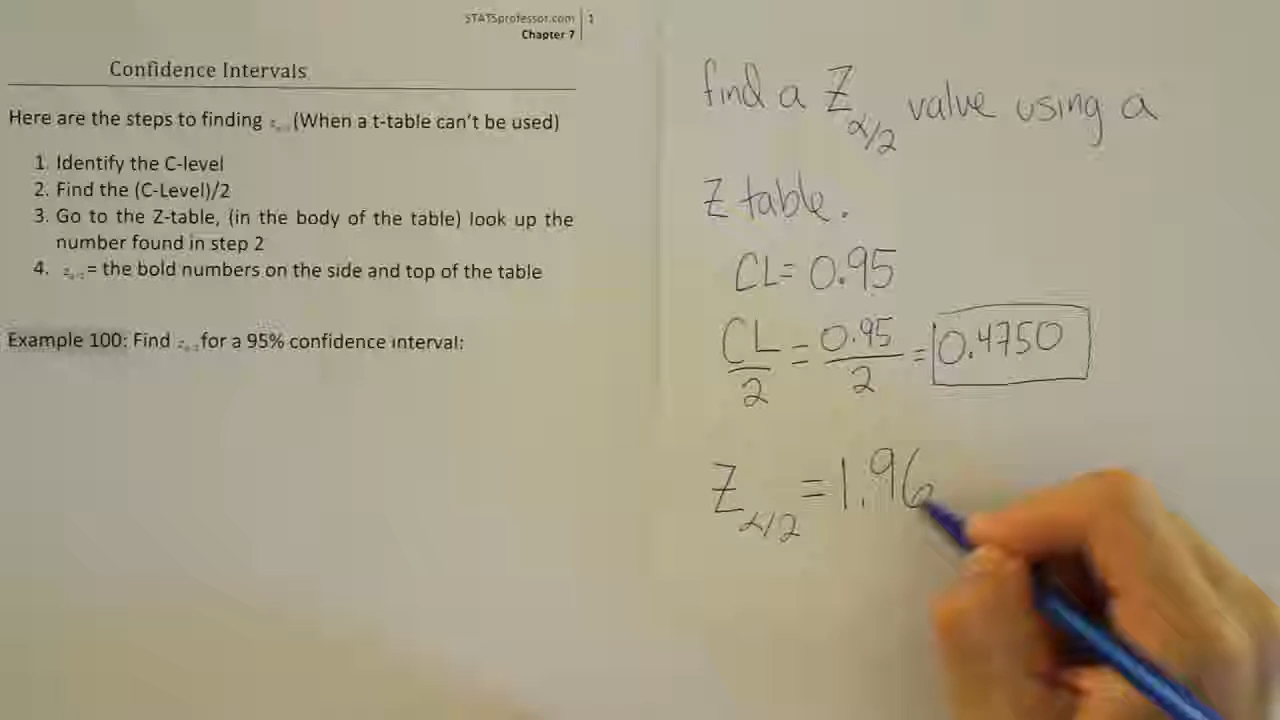 STATSprofessor.com 1
Chapter 7
Confidence Intervals
Here are the steps to finding (When a t-table can't be used)
1. Identify the C-level
2. Find the (C-Level)/2
3. Go to the Z-table, (in the body of the table) look up the
number found in step 2
4. = the bold numbers on the side and top of the table
Example 100: Find for a 95% confidence interval:
find a Z α/2 value using a
Z table.
CL = 0.95
CL/2 = 0.95/2 = 0.4750
Z α/2 = 1.96